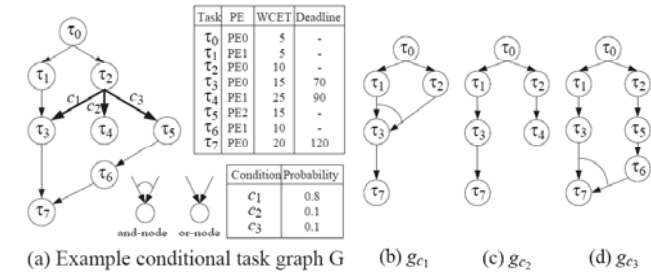 τ0
τ1
τ2
c1
c2
c3
τ3
τ4
τ5
τ6
τ7
and-node
or-node
Task PE WCET Deadline
τ0 PE0 5 -
τ1 PE1 5 -
τ2 PE0 10 -
τ3 PE0 15 70
τ4 PE1 25 90
τ5 PE2 15 -
τ6 PE1 10 -
τ7 PE0 20 120
Condition Probability
c1 0.8
c2 0.1
c3 0.1
(a) Example conditional task graph G
τ0
τ1
τ2
τ3
τ7
(b) gc1
τ0
τ1
τ2
τ3
τ4
τ7
(c) gc2
τ0
τ1
τ2
τ3
τ5
τ6
τ7
(d) gc3